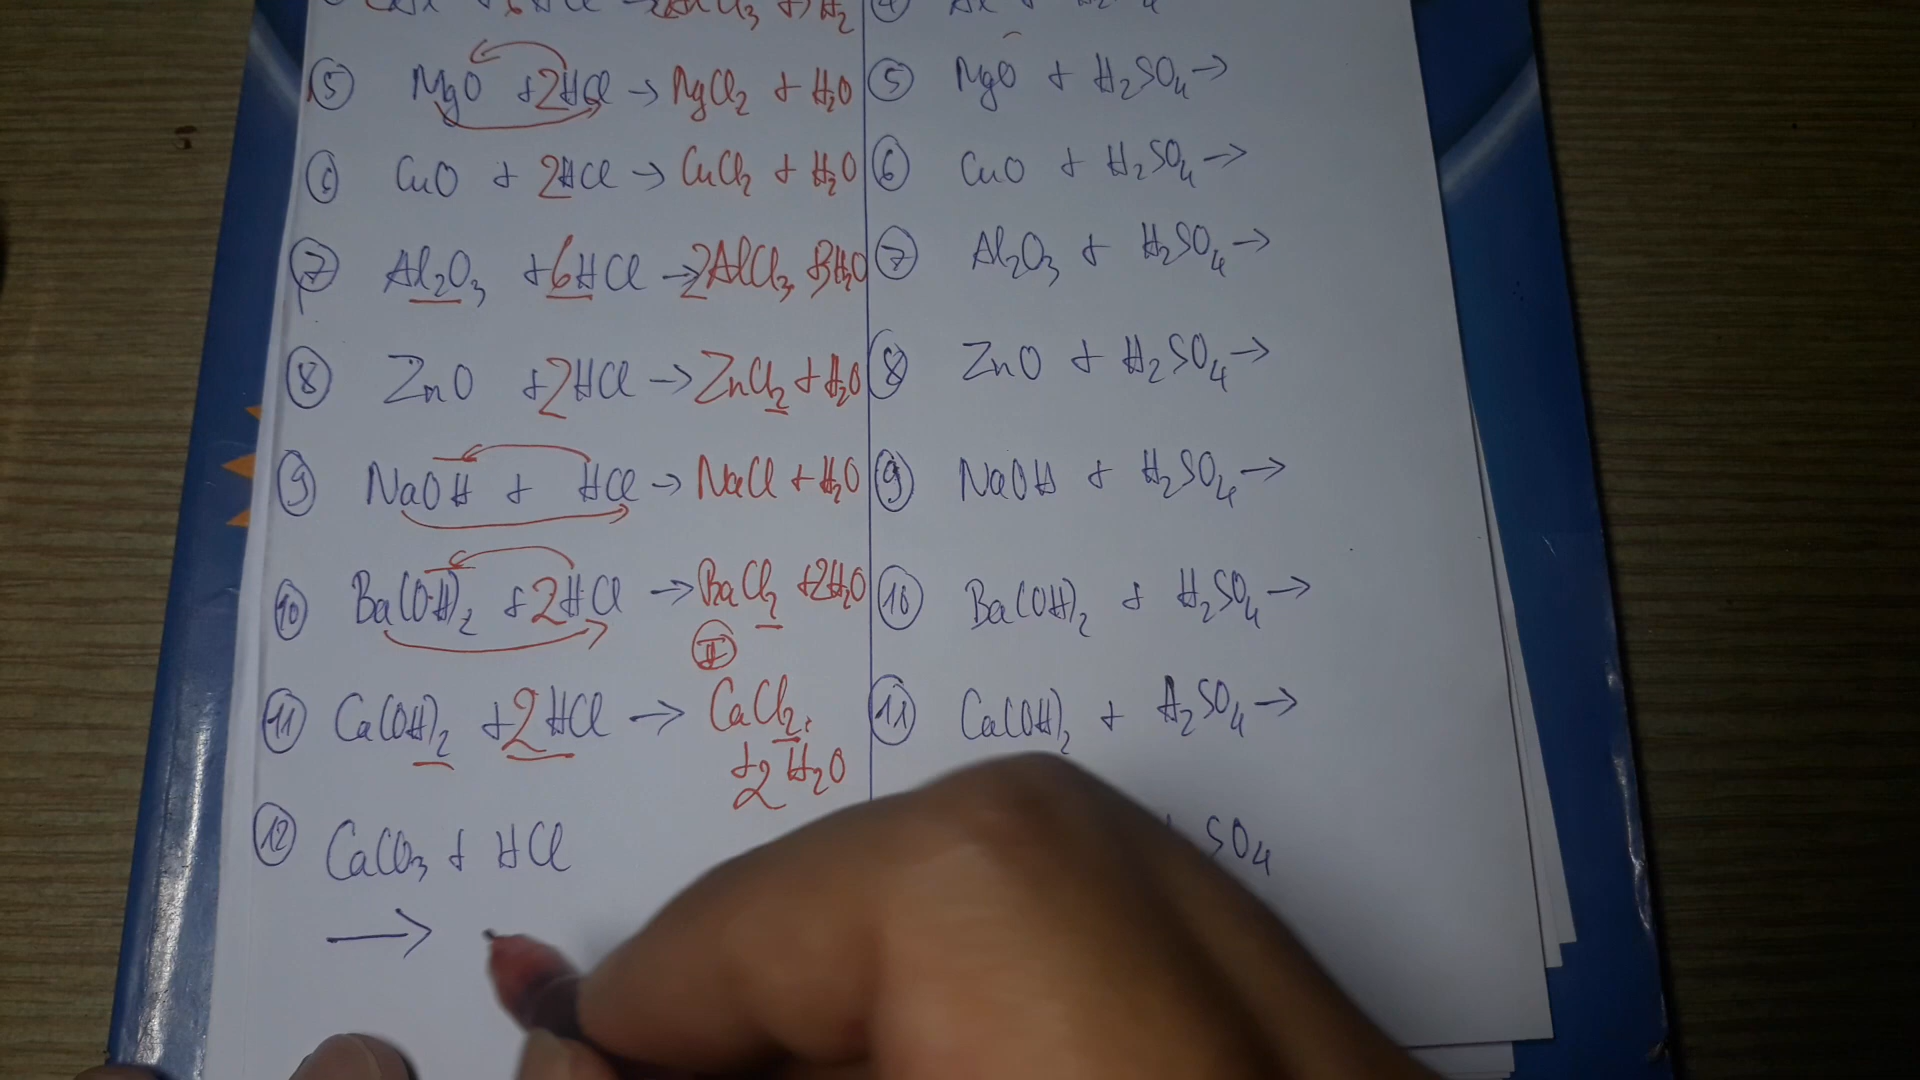 ⑤ MgO + 2HCl → MgCl₂ + H₂O
⑥ CuO + 2HCl → CuCl₂ + H₂O
⑦ Al₂O₃ + 6HCl → 2AlCl₃ + 3H₂O
⑧ ZnO + 2HCl → ZnCl₂ + H₂O
⑨ NaOH + HCl → NaCl + H₂O
⑩ Ba(OH)₂ + 2HCl → BaCl₂ + 2H₂O
II
⑪ Ca(OH)₂ + 2HCl → CaCl₂
+ 2H₂O
⑫ CaCO₃ + HCl
→
⑤ MgO + H₂SO₄ →
⑥ CuO + H₂SO₄ →
⑦ Al₂O₃ + H₂SO₄ →
⑧ ZnO + H₂SO₄ →
⑨ NaOH + H₂SO₄ →
⑩ Ba(OH)₂ + H₂SO₄ →
⑪ Ca(OH)₂ + H₂SO₄ →
SO₄